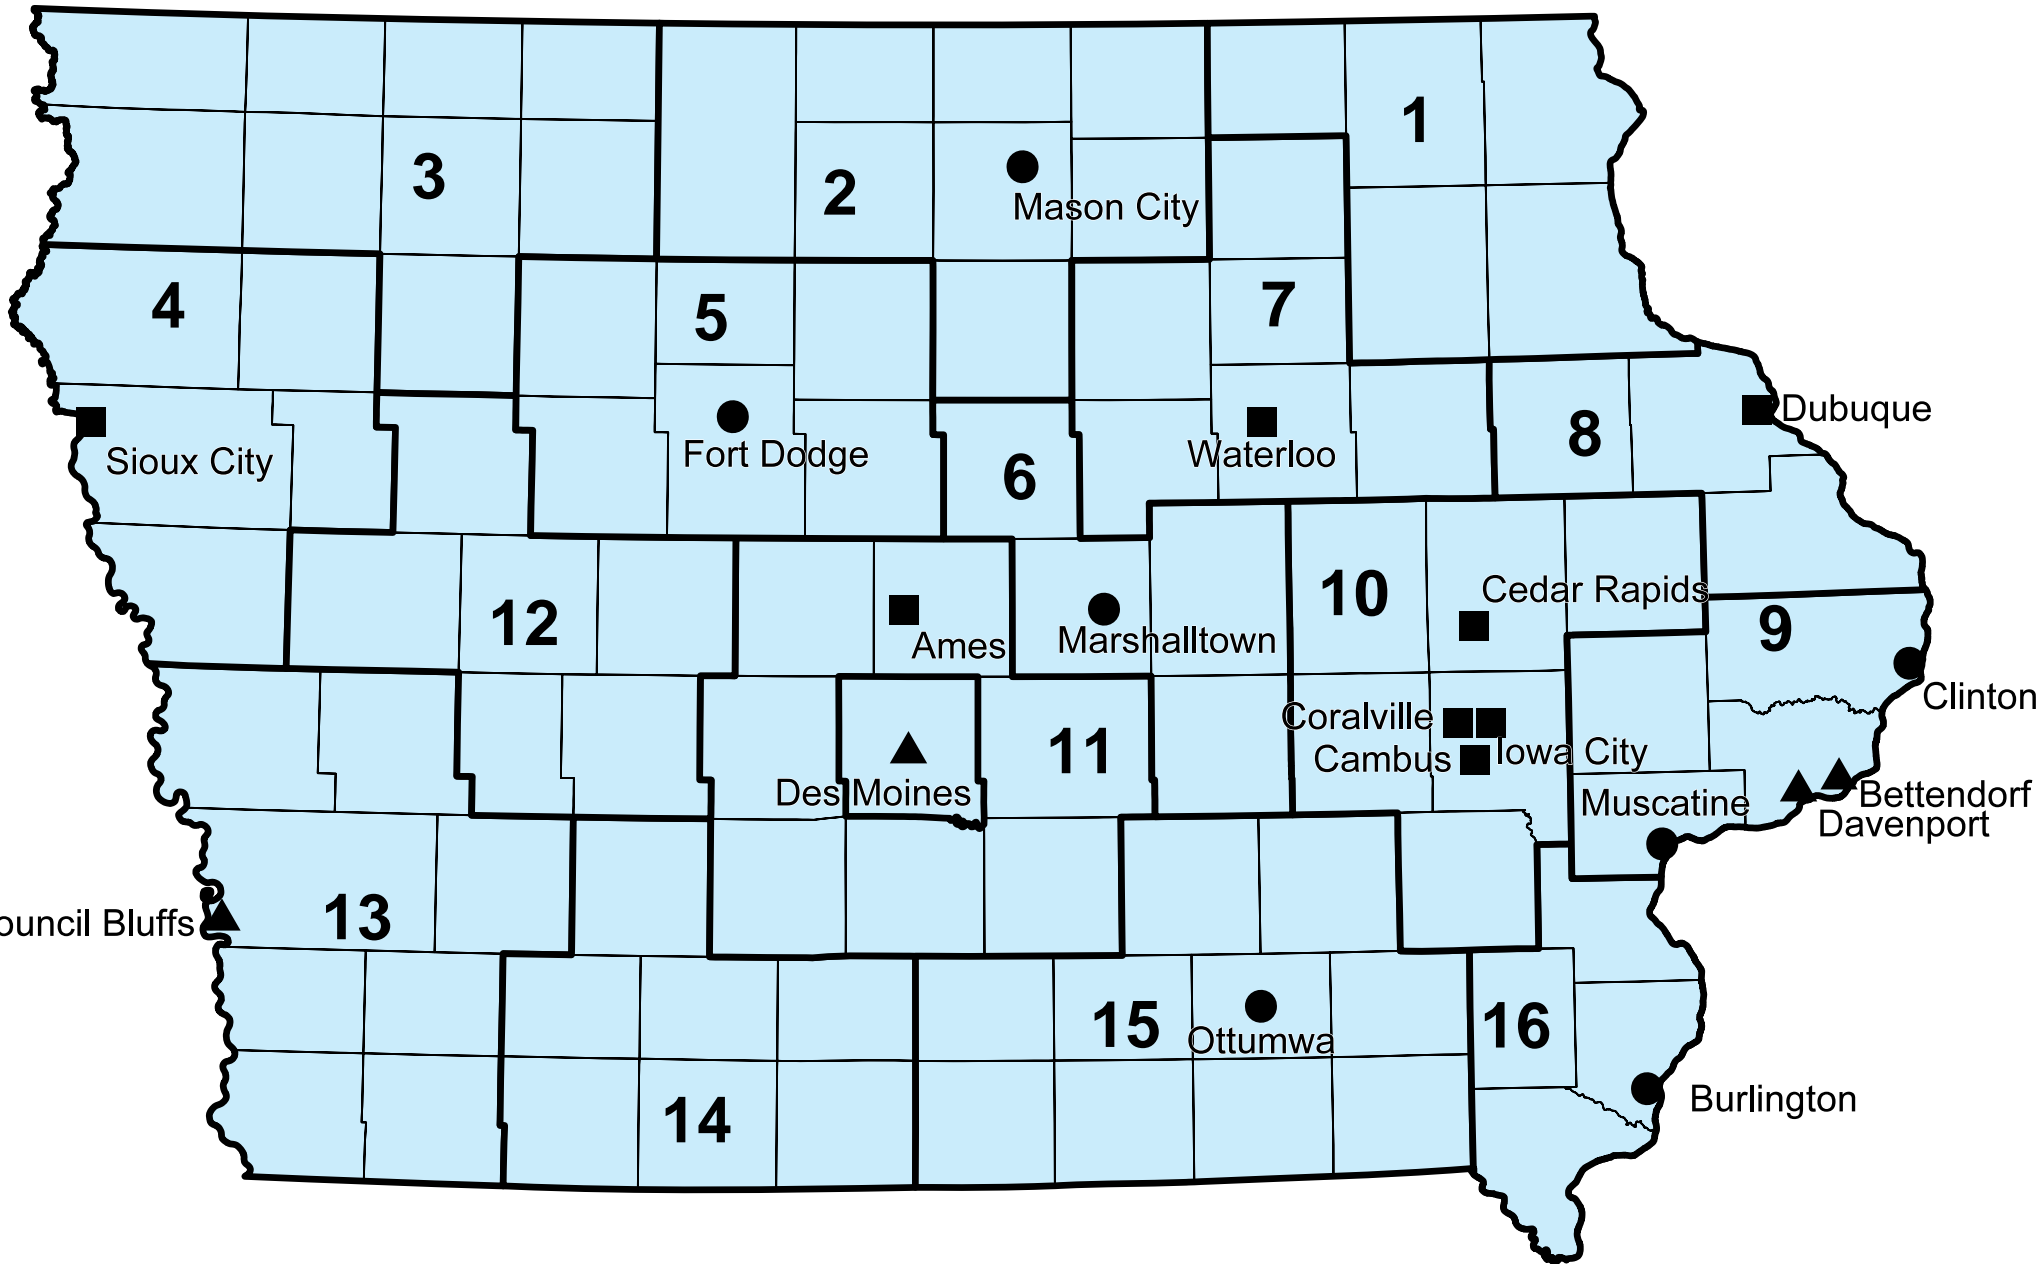 1
3
2
Mason City
4
5
7
Dubuque
8
Sioux City
Fort Dodge
Waterloo
6
10
Cedar Rapids
12
9
Ames
Marshalltown
Clinton
Coralville
11
Iowa City
Cambus
Des Moines
Bettendorf
Muscatine
Davenport
13
ouncil Bluffs
15
16
Ottumwa
Burlington
14